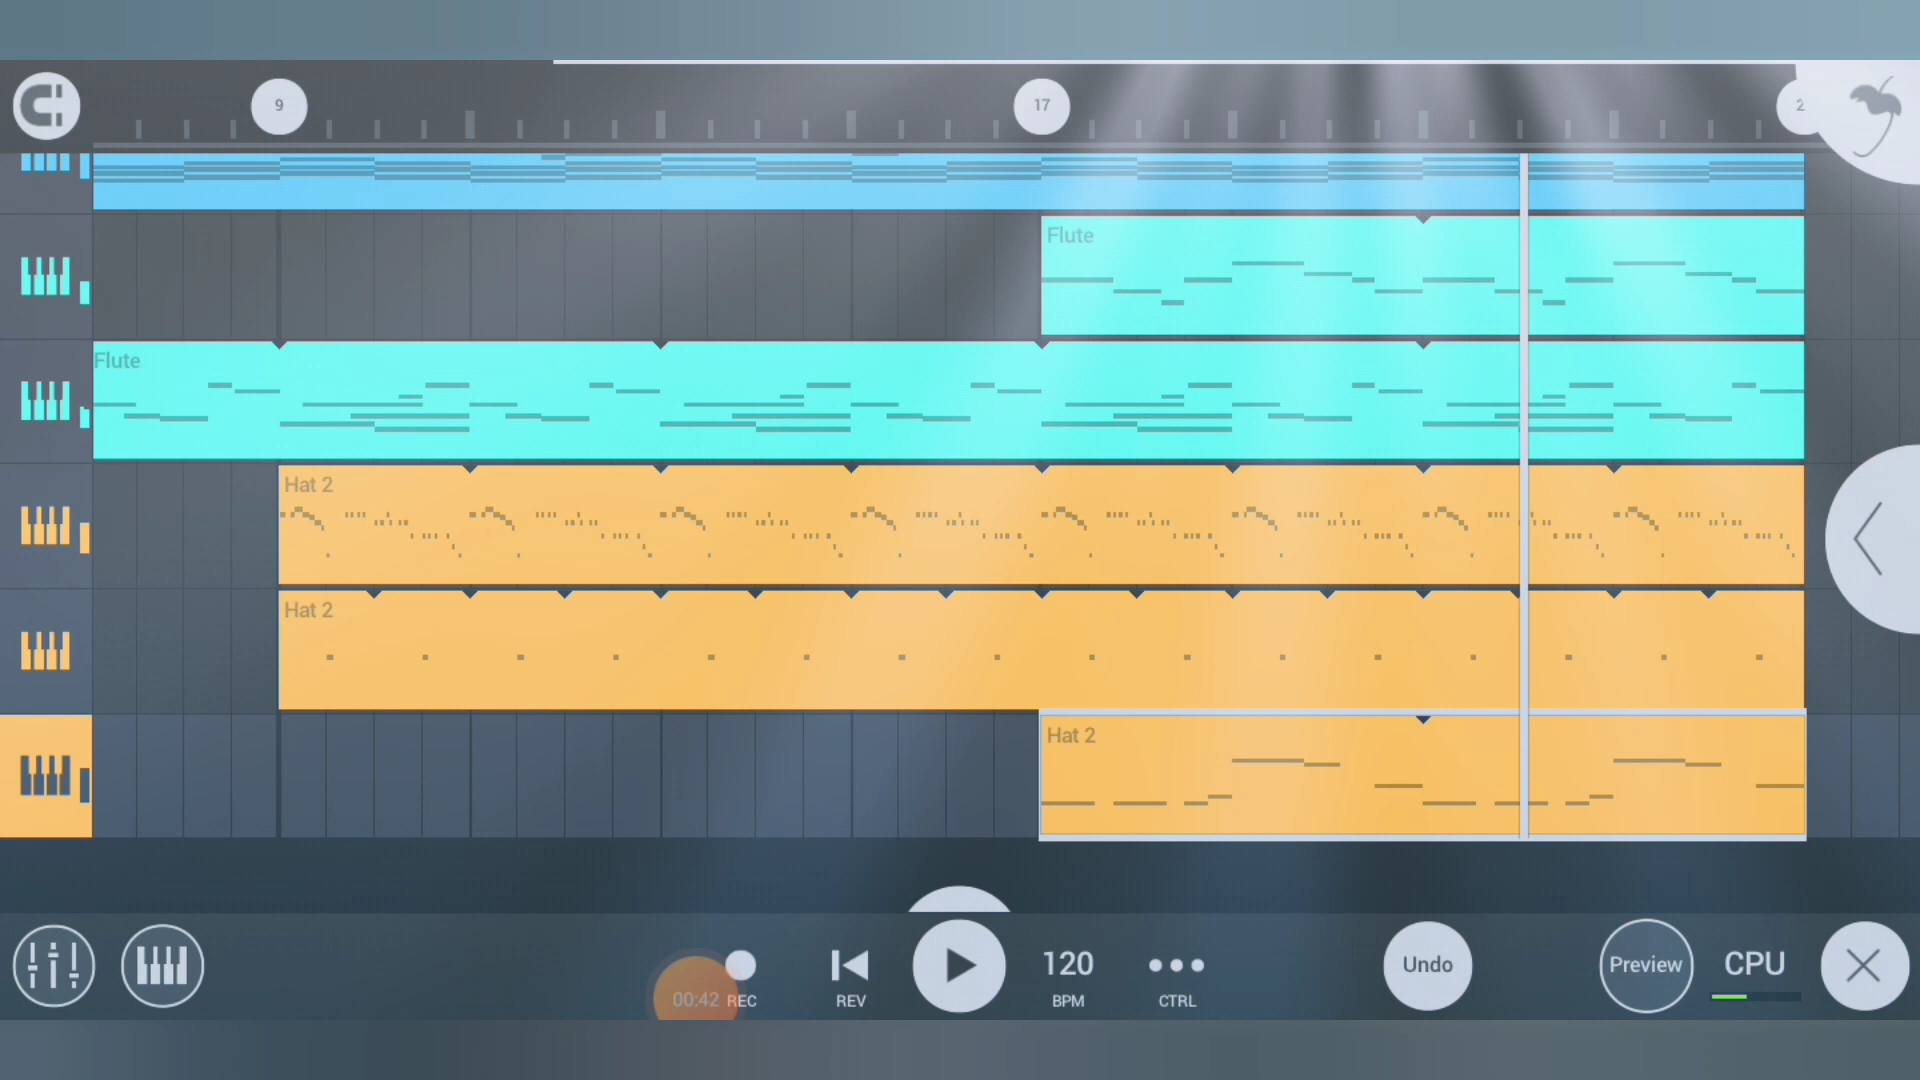 9
17
2
Flute
Flute
Hat 2
Hat 2
Hat 2
00:42
REC
REV
120
BPM
CTRL
Undo
Preview
CPU